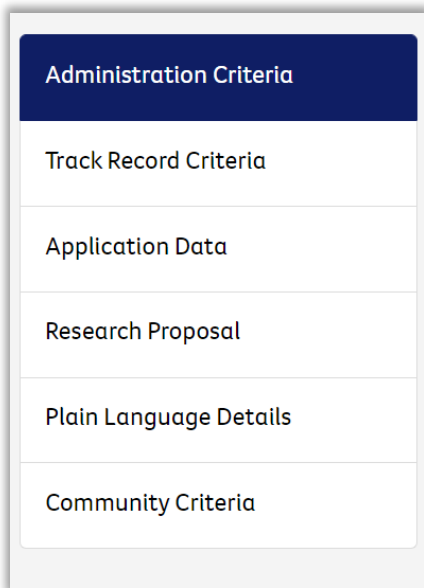 Administration Criteria
Track Record Criteria
Application Data
Research Proposal
Plain Language Details
Community Criteria